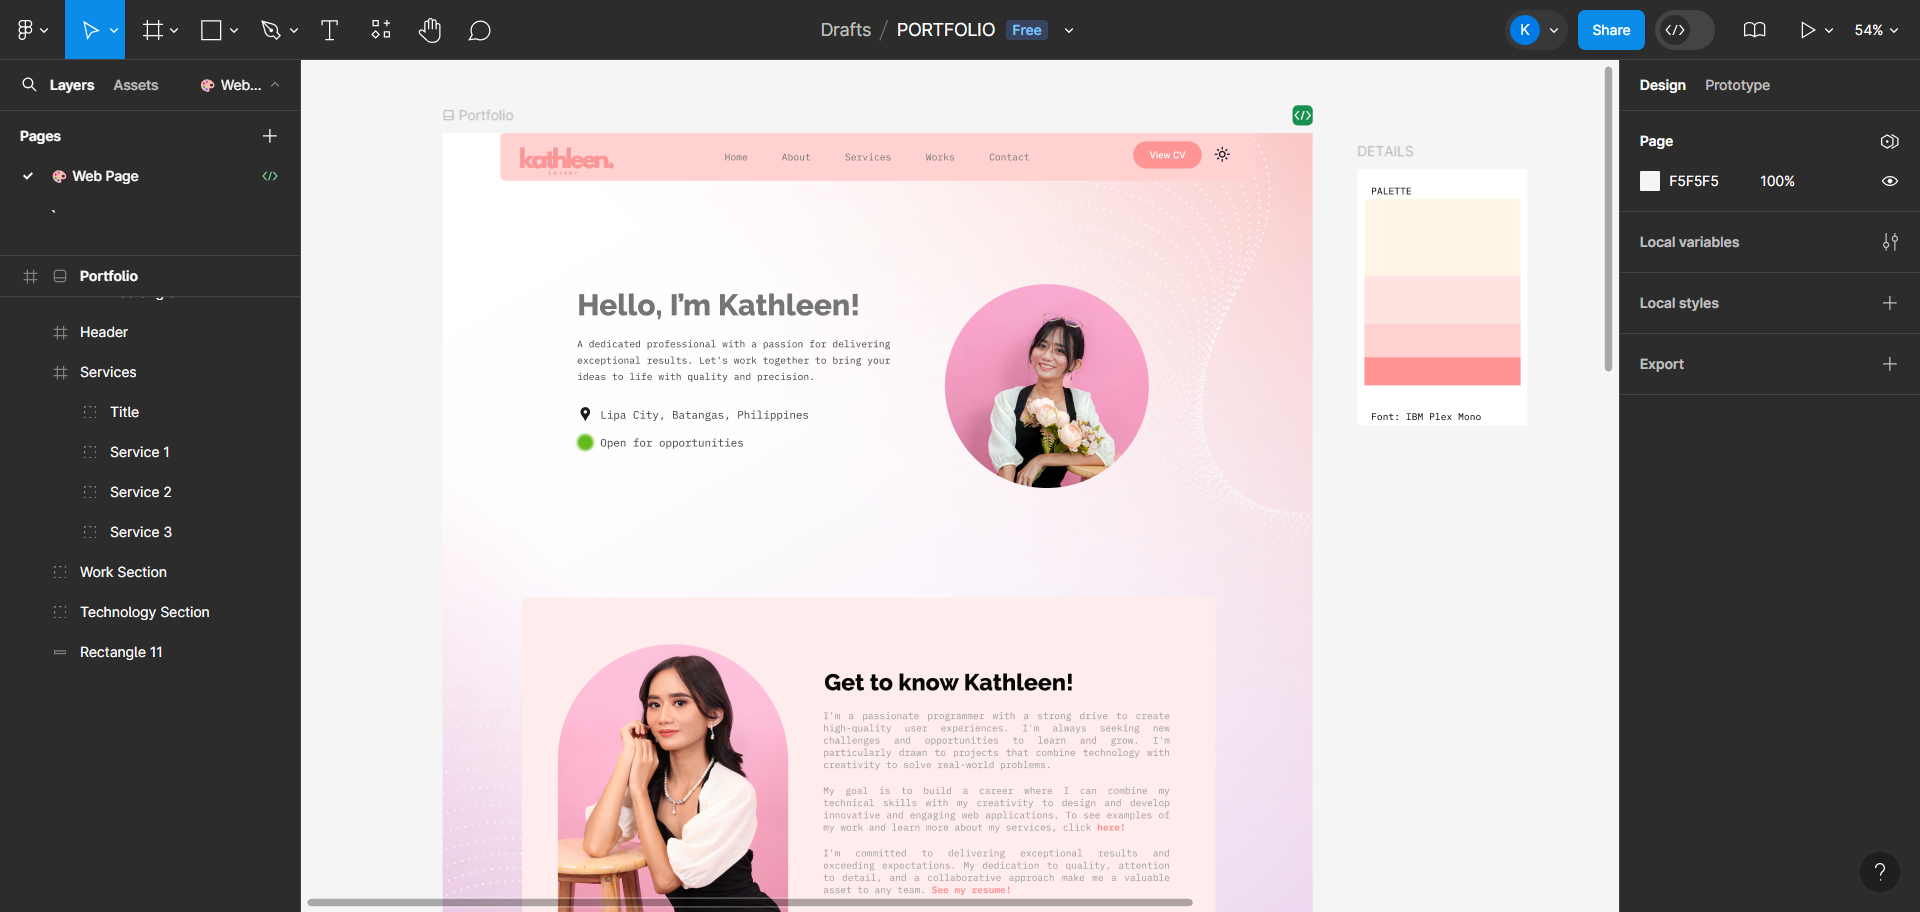 Drafts / PORTFOLIO Free
K
Share
54%
Layers Assets 🎨 Web...
Pages
🎨 Web Page
`
Portfolio
Header
Services
Title
Service 1
Service 2
Service 3
Work Section
Technology Section
Rectangle 11
Portfolio
kathleen.
Home About Services Works Contact
View CV
Hello, I'm Kathleen!
A dedicated professional with a passion for delivering
exceptional results. Let's work together to bring your
ideas to life with quality and precision.
Lipa City, Batangas, Philippines
Open for opportunities
Get to know Kathleen!
I'm a passionate programmer with a strong drive to create
high-quality user experiences. I'm always seeking new
challenges and opportunities to learn and grow. I'm
particularly drawn to projects that combine technology with
creativity to solve real-world problems.
My goal is to build a career where I can combine my
technical skills with my creativity to design and develop
innovative and engaging web applications. To see examples of
my work and learn more about my services, click here!
I'm committed to delivering exceptional results and
exceeding expectations. My dedication to quality, attention
to detail, and a collaborative approach make me a valuable
asset to any team. See my resume!
DETAILS
PALETTE
Font: IBM Plex Mono
Design Prototype
Page
F5F5F5 100%
Local variables
Local styles
Export
?